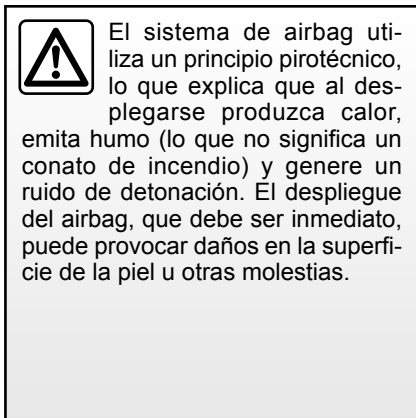 El sistema de airbag uti-
liza un principio pirotécnico,
lo que explica que al des-
plegarse produzca calor,
emita humo (lo que no significa un
conato de incendio) y genere un
ruido de detonación. El despliegue
del airbag, que debe ser inmediato,
puede provocar daños en la superfi-
cie de la piel u otras molestias.